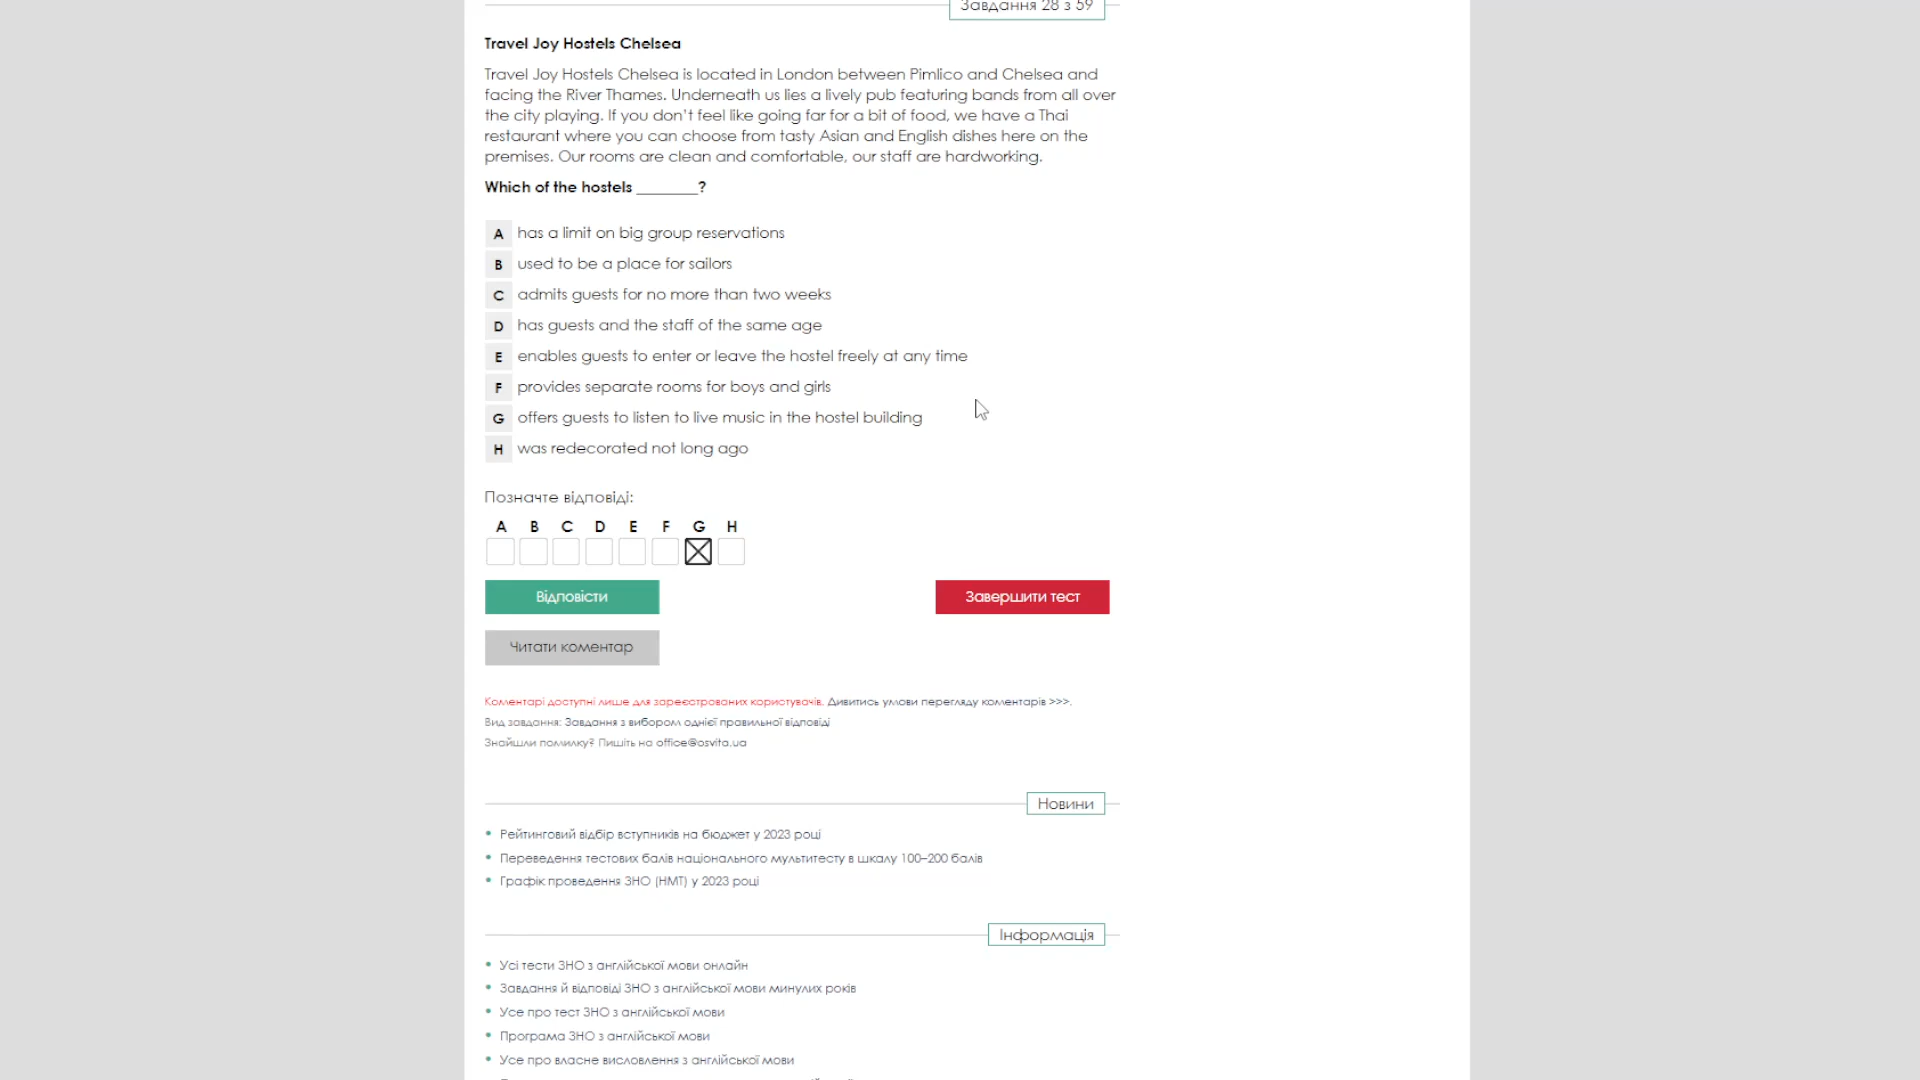 Завдання 28 з 59
Travel Joy Hostels Chelsea
Travel Joy Hostels Chelsea is located in London between Pimlico and Chelsea and
facing the River Thames. Underneath us lies a lively pub featuring bands from all over
the city playing. If you don't feel like going far for a bit of food, we have a Thai
restaurant where you can choose from tasty Asian and English dishes here on the
premises. Our rooms are clean and comfortable, our staff are hardworking.
Which of the hostels ________?
A has a limit on big group reservations
B used to be a place for sailors
C admits guests for no more than two weeks
D has guests and the staff of the same age
E enables guests to enter or leave the hostel freely at any time
F provides separate rooms for boys and girls
G offers guests to listen to live music in the hostel building
H was redecorated not long ago
Позначте відповіді:
A B C D E F G H
Відповісти
Завершити тест
Читати коментар
Коментарі доступні лише для зареєстрованих користувачів. Дивитись умови перегляду коментарів >>>.
Вид завдання: Завдання з вибором однієї правильної відповіді
Знайшли помилку? Пишіть на office@osvita.ua
Новини
• Рейтинговий відбір вступників на бюджет у 2023 році
• Переведення тестових балів національного мультитесту в шкалу 100–200 балів
• Графік проведення ЗНО (НМТ) у 2023 році
Інформація
• Усі тести ЗНО з англійської мови онлайн
• Завдання й відповіді ЗНО з англійської мови минулих років
• Усе про тест ЗНО з англійської мови
• Програма ЗНО з англійської мови
• Усе про власне висловлення з англійської мови